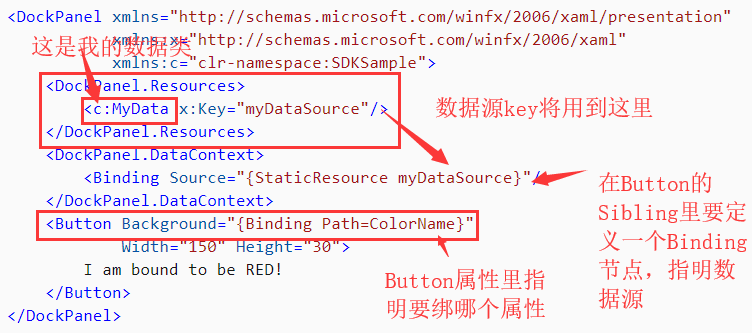 <DockPanel xmlns="http://schemas.microsoft.com/winfx/2006/xaml/presentation"
xmlns:x="http://schemas.microsoft.com/winfx/2006/xaml"
这是我的数据类
xmlns:c="clr-namespace:SDKSample">
<DockPanel.Resources>
<c:MyData x:Key="myDataSource"/>
数据源key将用到这里
</DockPanel.Resources>
<DockPanel.DataContext>
<Binding Source="{StaticResource myDataSource}"/>
</DockPanel.DataContext>
<Button Background="{Binding Path=ColorName}"
Width="150" Height="30">
I am bound to be RED!
</Button>
</DockPanel>
在Button的
Sibling里要定
义一个Binding
节点，指明数
据源
Button属性里指
明要绑哪个属性